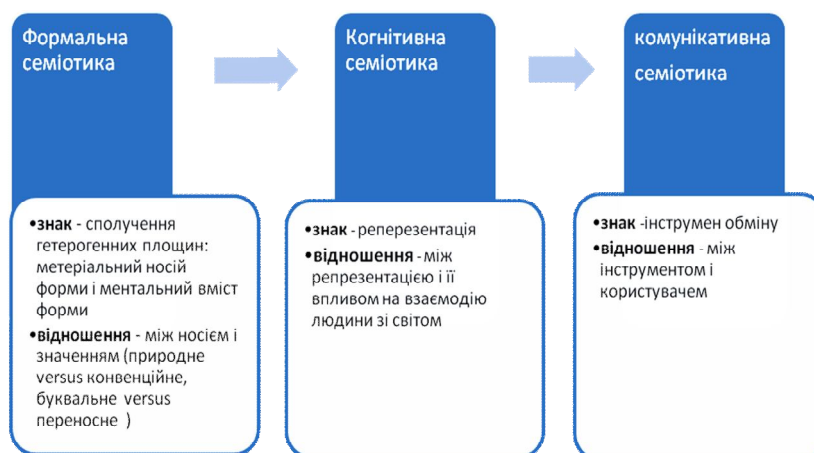 Формальна
семіотика
•знак - сполучення
гетерогенних площин:
метеріальний носій
форми і ментальний вміст
форми
•відношення - між носієм і
значенням (природне
versus конвенційне,
буквальне versus
переносне )
Когнітивна
семіотика
•знак -реперезентація
•відношення -між
репрезентацією і її
впливом на взаємодію
людини зі світом
комунікативна
семіотика
•знак -інструмен обміну
•відношення - між
інструментом і
користувачем